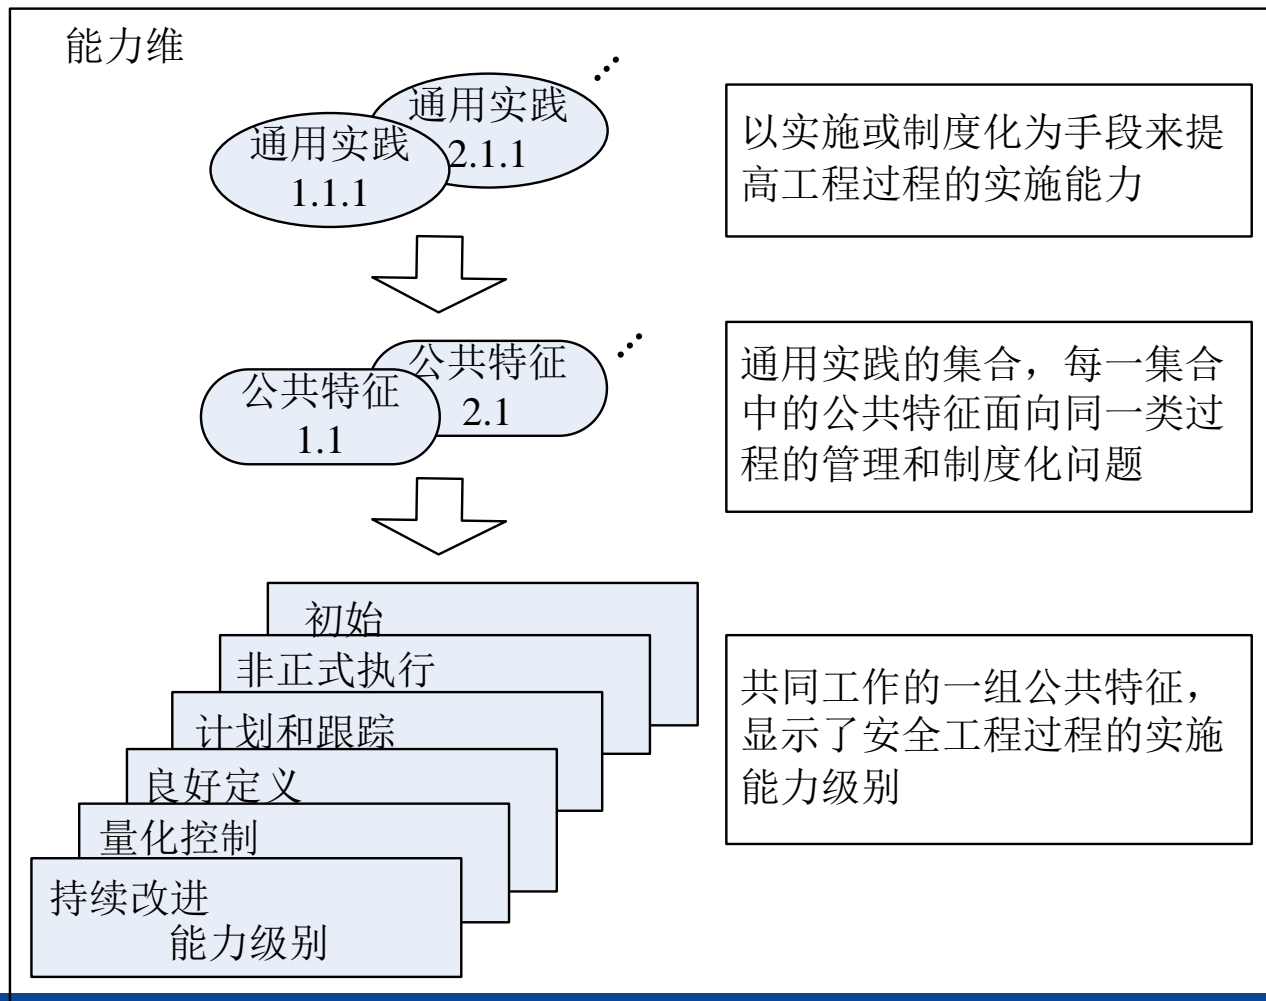 能力维
通用实践
2.1.1
通用实践
1.1.1
以实施或制度化为手段来提
高工程过程的实施能力
公共特征
2.1
公共特征
1.1
通用实践的集合，每一集合
中的公共特征面向同一类过
程的管理和制度化问题
初始
非正式执行
计划和跟踪
良好定义
量化控制
持续改进
能力级别
共同工作的一组公共特征，
显示了安全工程过程的实施
能力级别